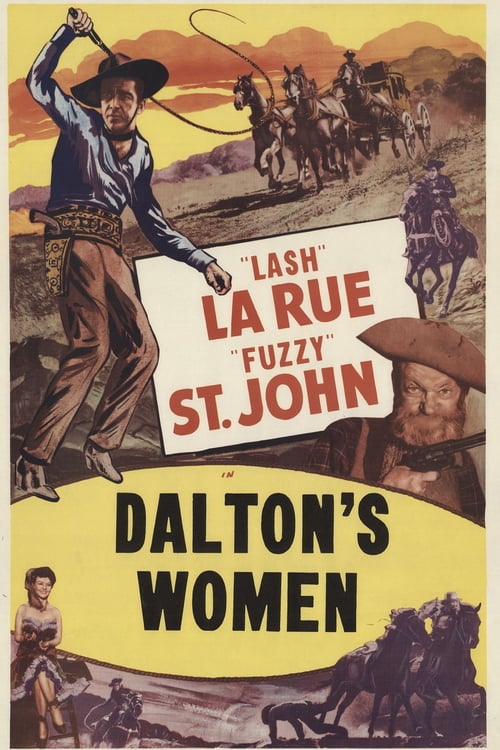 "LASH"
LA RUE
"FUZZY"
ST. JOHN
IN
DALTON'S
WOMEN